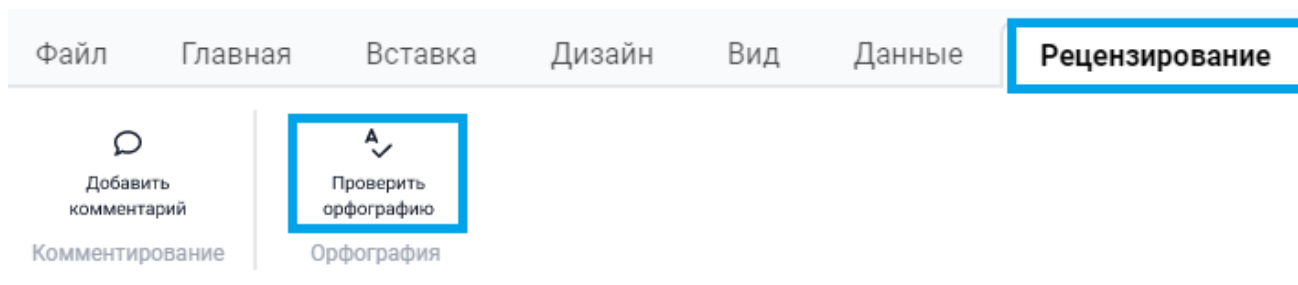 Файл Главная Вставка Дизайн Вид Данные Рецензирование
Добавить
комментарий
Комментирование
Проверить
орфографию
Орфография